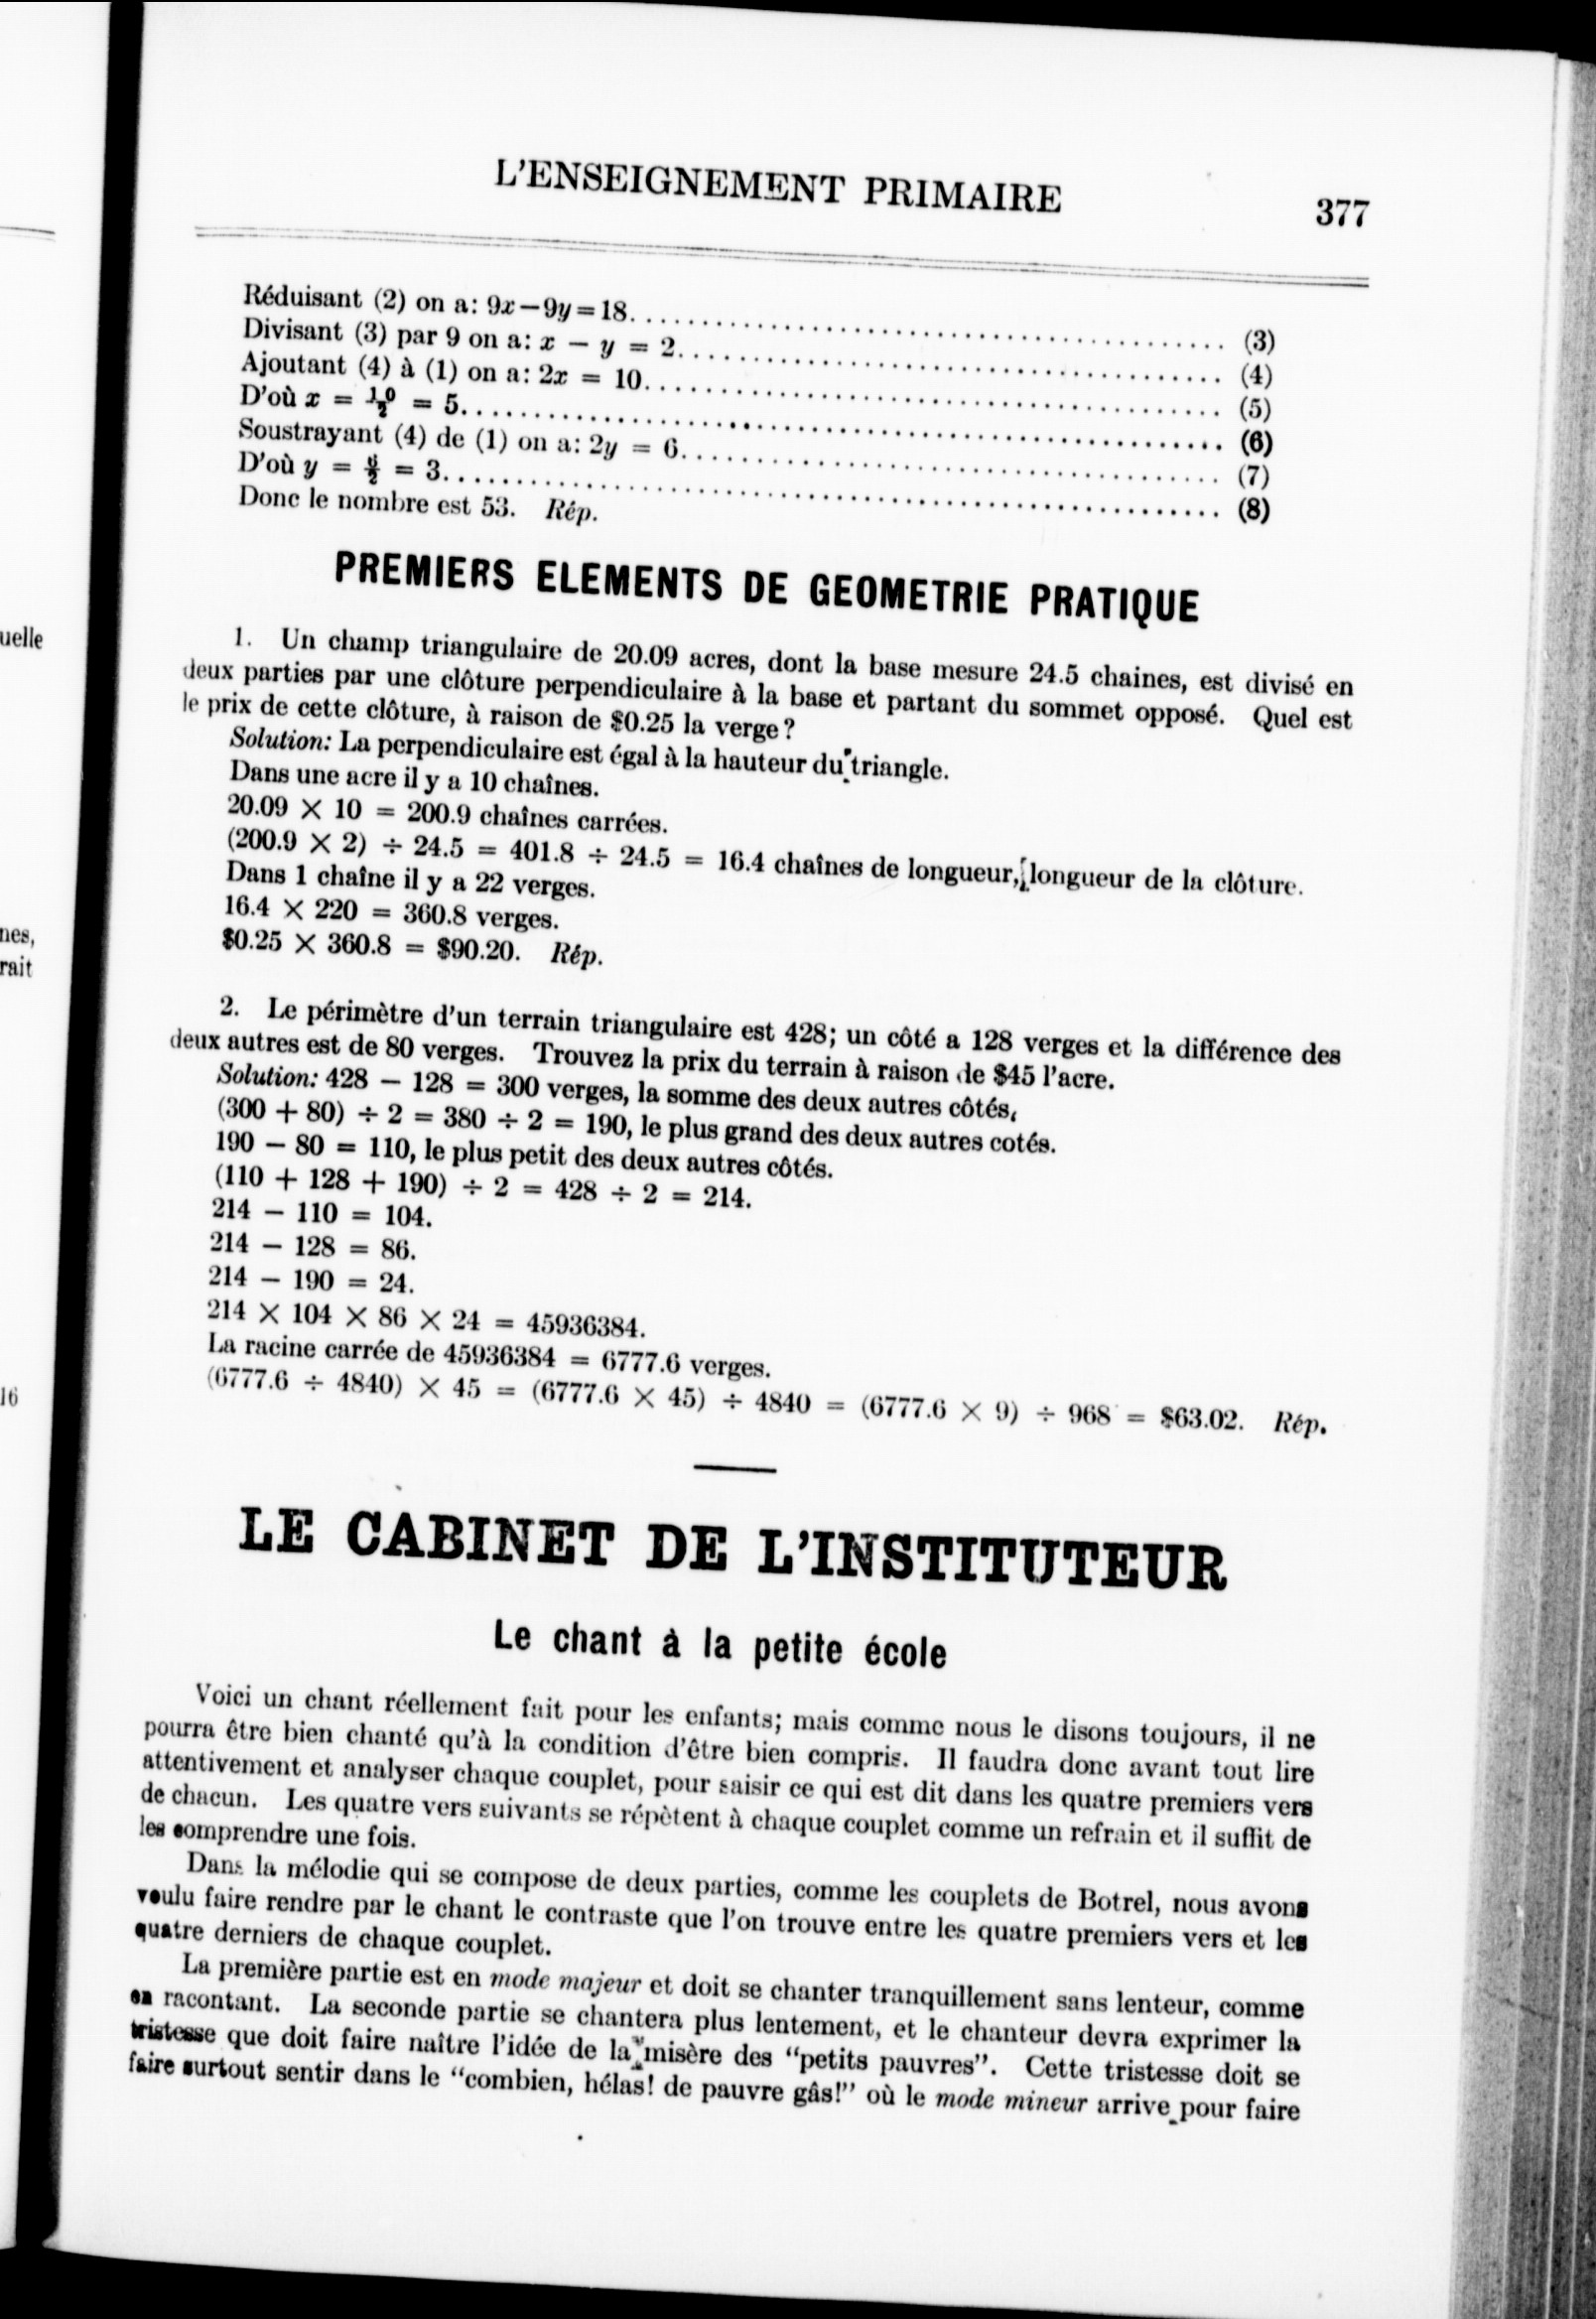 L'ENSEIGNEMENT PRIMAIRE 377
Réduisant (2) on a: 9x—9y=18. (3)
Divisant (3) par 9 on a: x — y = 2. (4)
Ajoutant (4) à (1) on a: 2x = 10. (5)
D'où x = 10/2 = 5. (6)
Soustrayant (4) de (1) on a: 2y = 6. (7)
D'où y = 6/2 = 3. (8)
Donc le nombre est 53. Rép.
PREMIERS ELEMENTS DE GEOMETRIE PRATIQUE
1. Un champ triangulaire de 20.09 acres, dont la base mesure 24.5 chaines, est divisé en
deux parties par une clôture perpendiculaire à la base et partant du sommet opposé. Quel est
le prix de cette clôture, à raison de $0.25 la verge?
Solution: La perpendiculaire est égal à la hauteur du triangle.
Dans une acre il y a 10 chaînes.
20.09 × 10 = 200.9 chaînes carrées.
(200.9 × 2) ÷ 24.5 = 401.8 ÷ 24.5 = 16.4 chaînes de longueur, longueur de la clôture.
Dans 1 chaîne il y a 22 verges.
16.4 × 220 = 360.8 verges.
$0.25 × 360.8 = $90.20. Rép.
2. Le périmètre d'un terrain triangulaire est 428; un côté a 128 verges et la différence des
deux autres est de 80 verges. Trouvez la prix du terrain à raison de $45 l'acre.
Solution: 428 — 128 = 300 verges, la somme des deux autres côtés,
(300 + 80) ÷ 2 = 380 ÷ 2 = 190, le plus grand des deux autres cotés.
190 — 80 = 110, le plus petit des deux autres côtés.
(110 + 128 + 190) ÷ 2 = 428 ÷ 2 = 214.
214 — 110 = 104.
214 — 128 = 86.
214 — 190 = 24.
214 × 104 × 86 × 24 = 45936384.
La racine carrée de 45936384 = 6777.6 verges.
(6777.6 ÷ 4840) × 45 = (6777.6 × 45) ÷ 4840 = (6777.6 × 9) ÷ 968 = $63.02. Rép.
LE CABINET DE L'INSTITUTEUR
Le chant à la petite école
Voici un chant réellement fait pour les enfants; mais comme nous le disons toujours, il ne
pourra être bien chanté qu'à la condition d'être bien compris. Il faudra donc avant tout lire
attentivement et analyser chaque couplet, pour saisir ce qui est dit dans les quatre premiers vers
de chacun. Les quatre vers suivants se répètent à chaque couplet comme un refrain et il suffit de
les comprendre une fois.
Dans la mélodie qui se compose de deux parties, comme les couplets de Botrel, nous avons
voulu faire rendre par le chant le contraste que l'on trouve entre les quatre premiers vers et les
quatre derniers de chaque couplet.
La première partie est en mode majeur et doit se chanter tranquillement sans lenteur, comme
en racontant. La seconde partie se chantera plus lentement, et le chanteur devra exprimer la
tristesse que doit faire naître l'idée de la misère des "petits pauvres". Cette tristesse doit se
faire surtout sentir dans le "combien, hélas! de pauvre gâs!" où le mode mineur arrive pour faire
uelle
nes,
rait
16